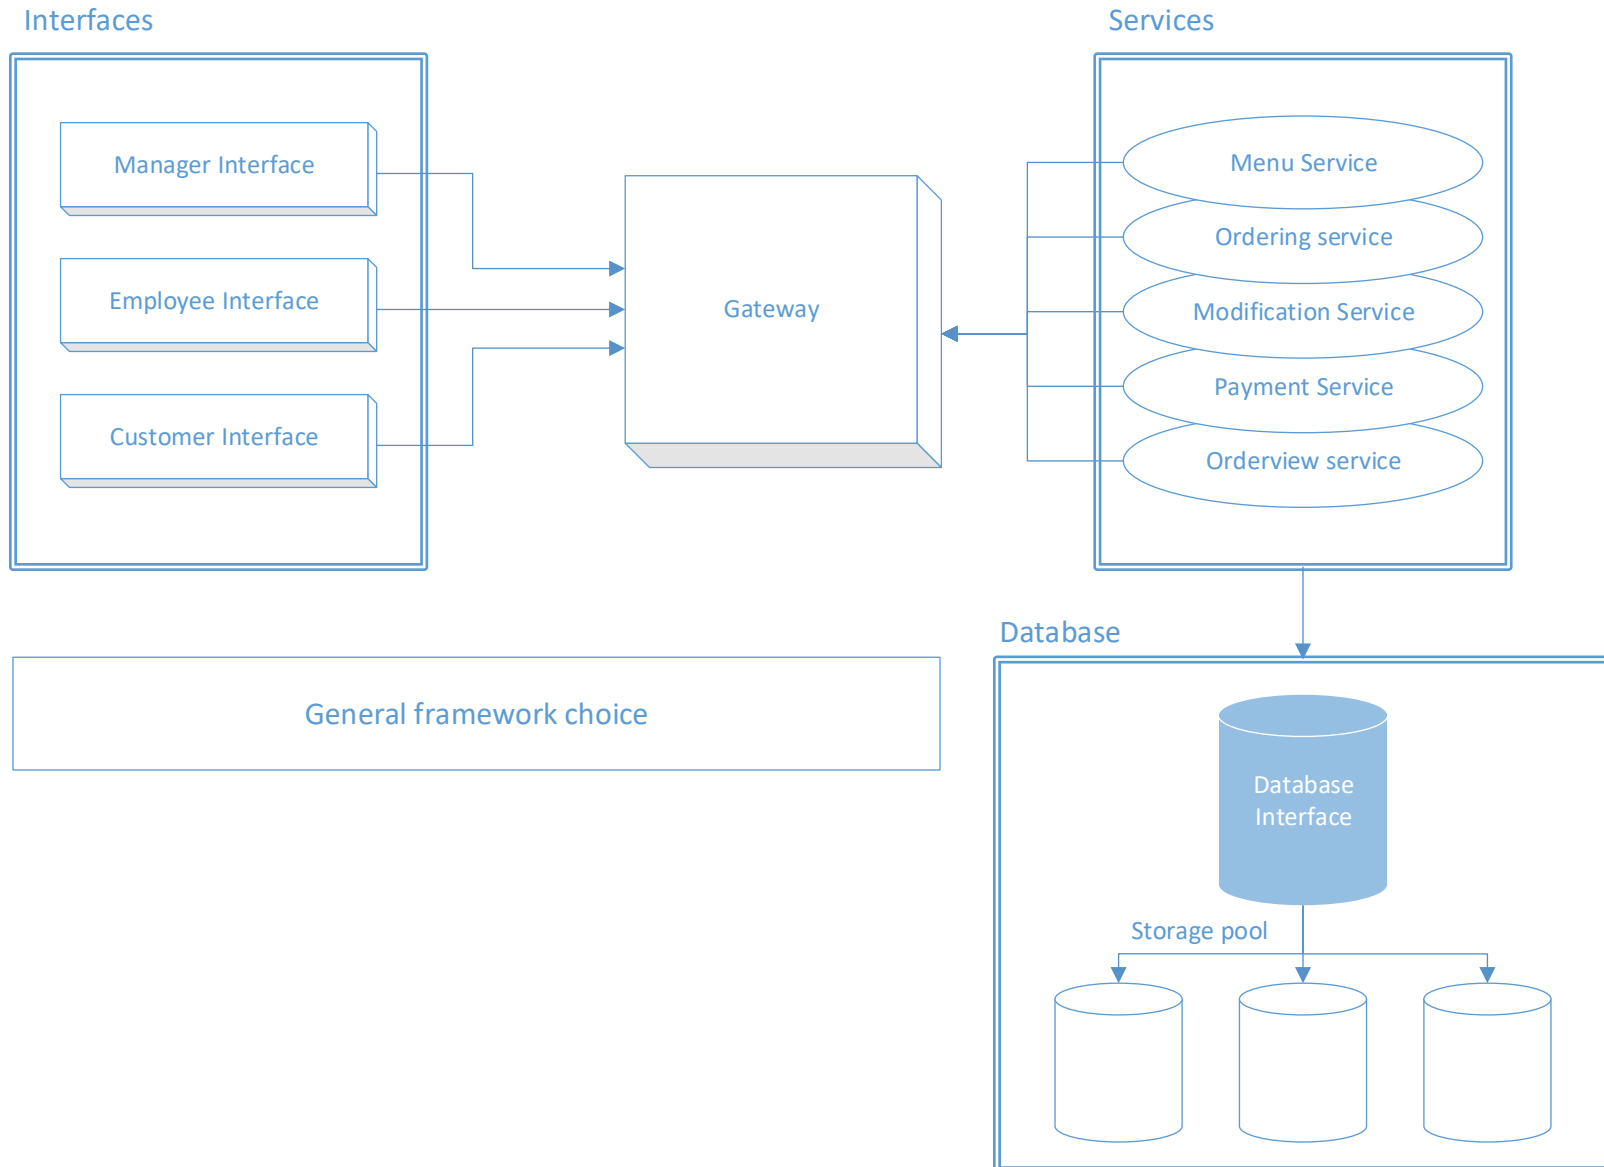 Interfaces
Services
Manager Interface
Employee Interface
Customer Interface
Gateway
Menu Service
Ordering service
Modification Service
Payment Service
Orderview service
General framework choice
Database
Database
Interface
Storage pool